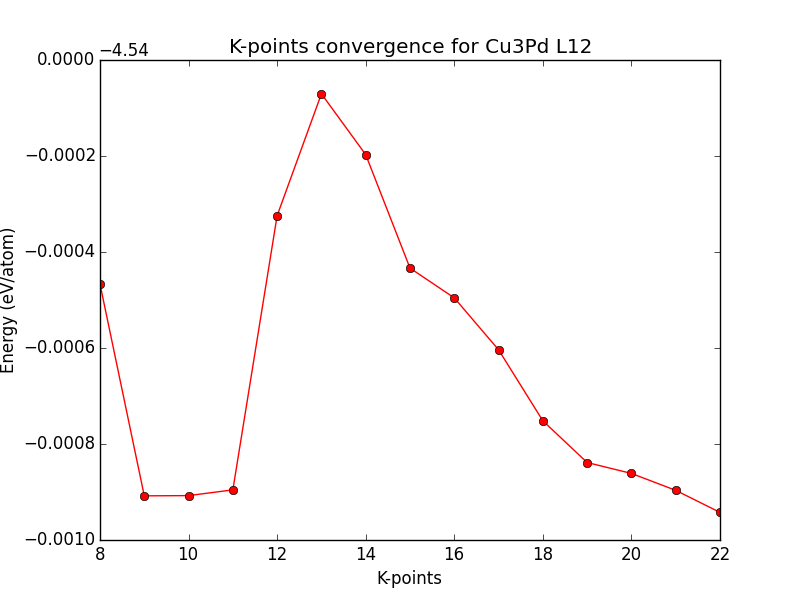 K-points convergence for Cu3Pd L12
−4.54
0.0000
−0.0002
−0.0004
−0.0006
−0.0008
−0.0010
Energy (eV/atom)
8 10 12 14 16 18 20 22
K-points